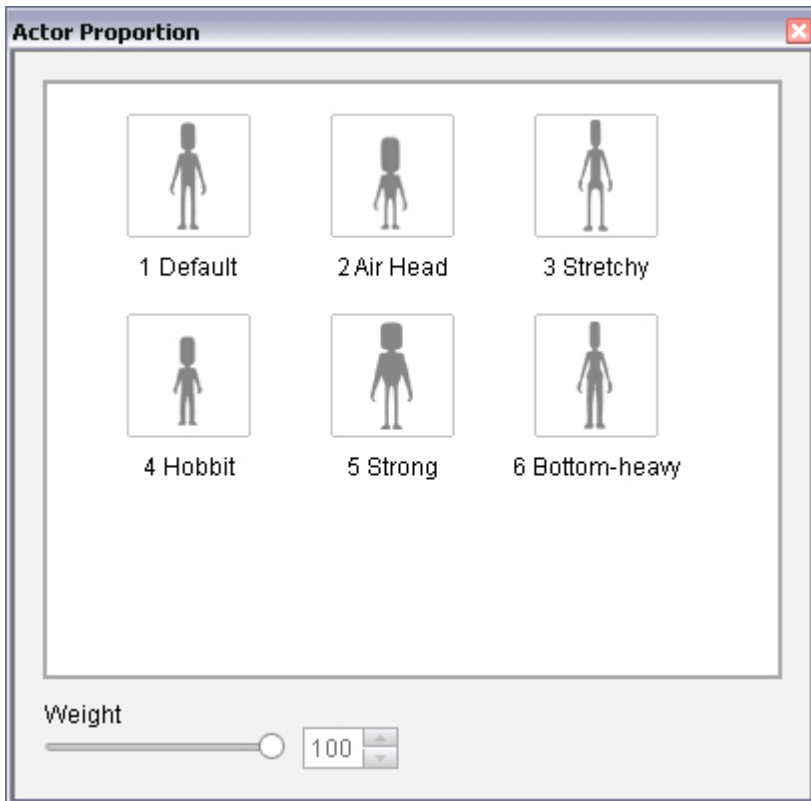 Actor Proportion
1 Default
2 Air Head
3 Stretchy
4 Hobbit
5 Strong
6 Bottom-heavy
Weight
100